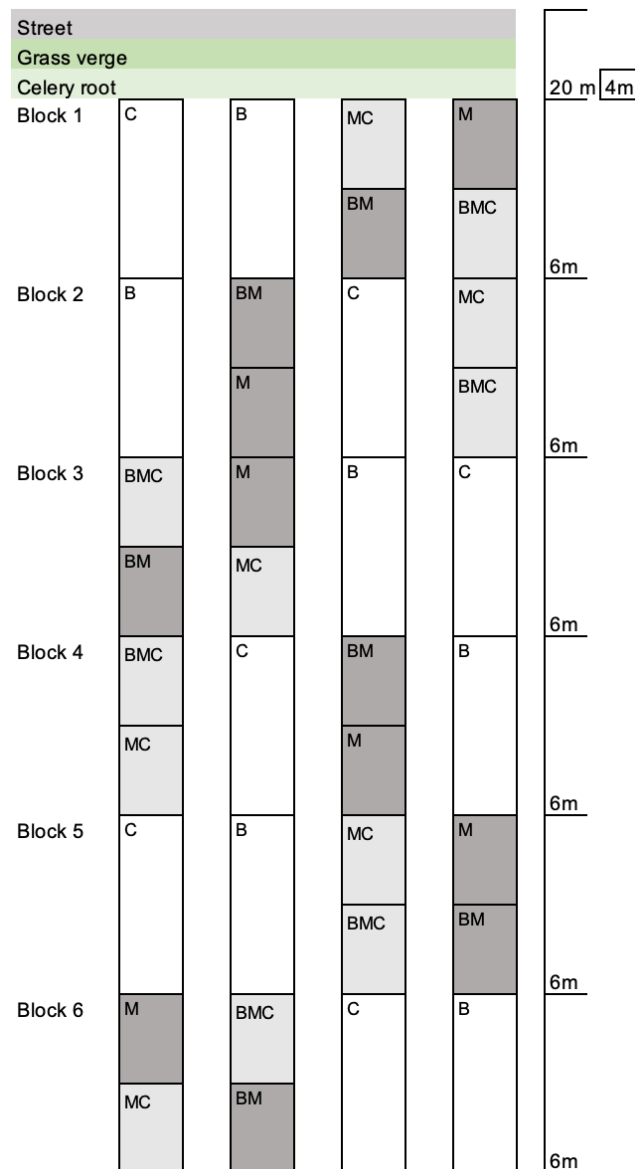 Street
Grass verge
Celery root
20 m 4m
Block 1 C B MC M
BM BMC
6m
Block 2 B BM C MC
M BMC
6m
Block 3 BMC M B C
BM MC
6m
Block 4 BMC C BM B
MC M
6m
Block 5 C B MC M
BMC BM
6m
Block 6 M BMC C B
MC BM
6m